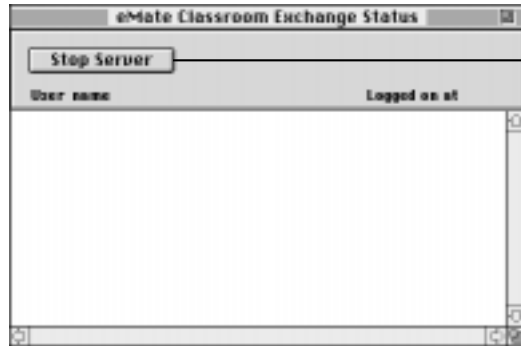 eMate Classroom Exchange Status
Stop Server
User name Logged on at